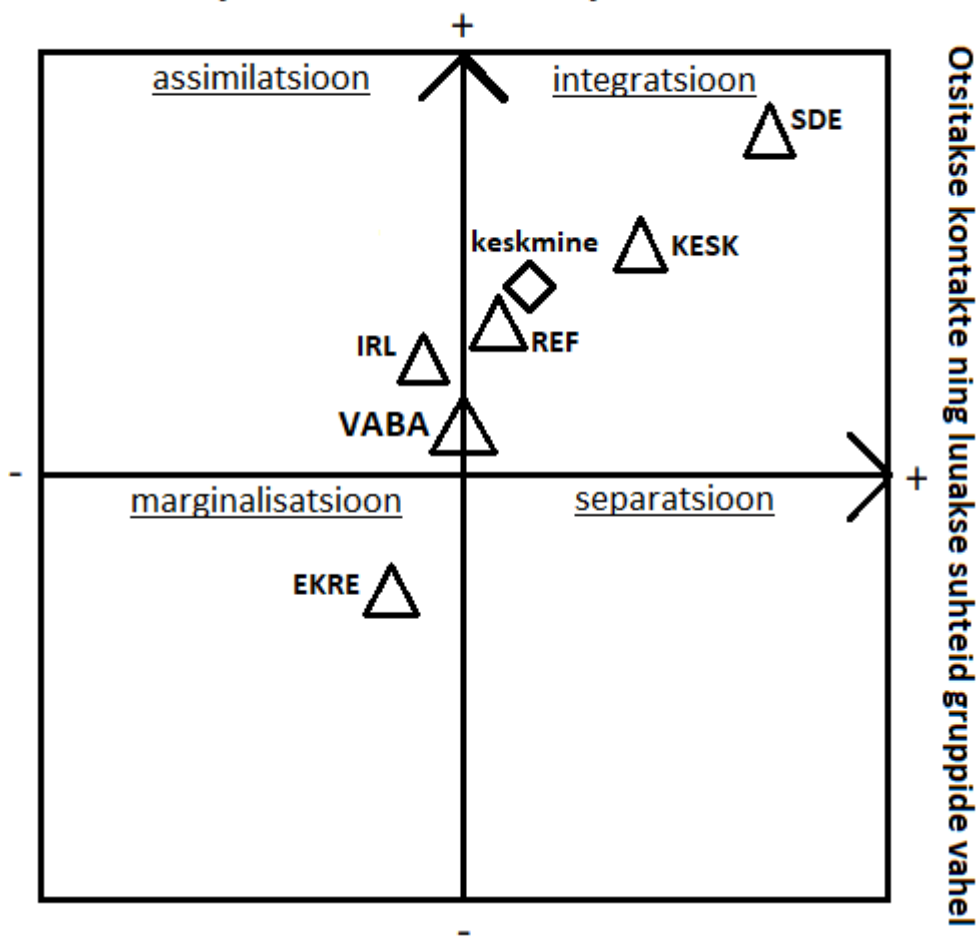 +
assimilatsioon
integratsioon
SDE
keskmine
KESK
IRL
REF
VABA
-
+
marginalisatsioon
separatsioon
EKRE
-
Otsitakse kontakte ning luuakse suhteid gruppide vahel